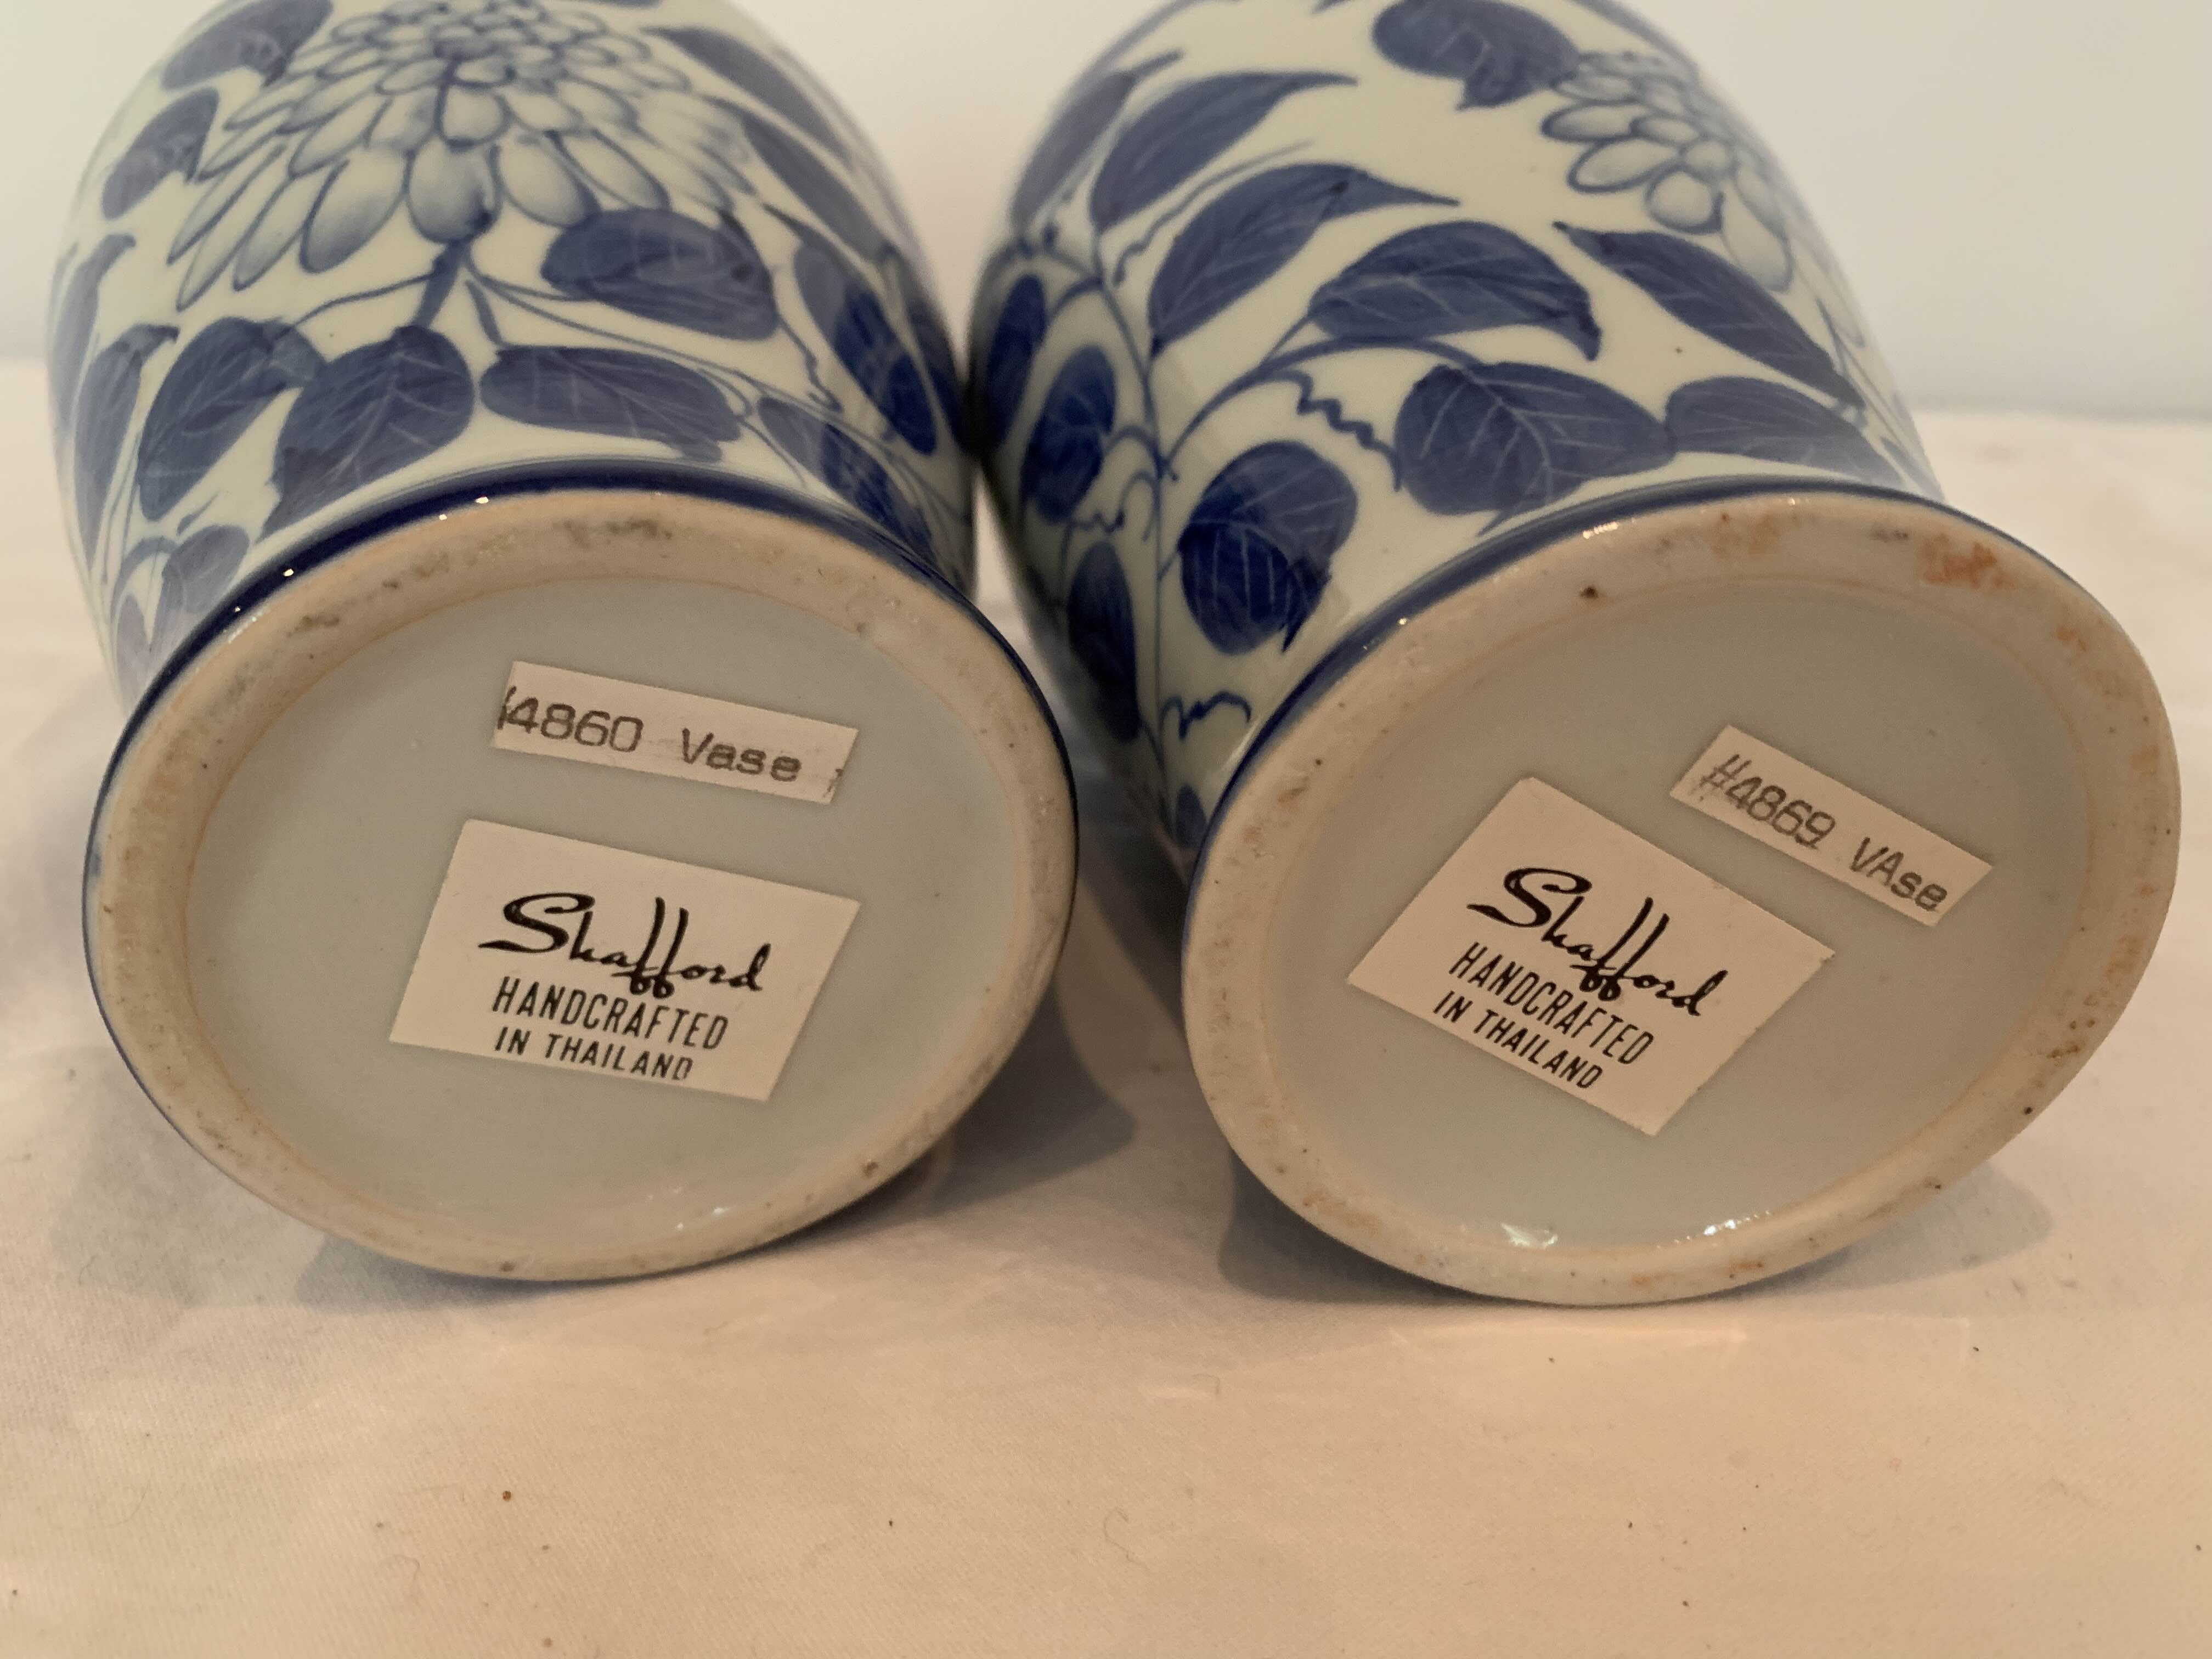 #4860 Vase
Shafford
HANDCRAFTED
IN THAILAND
#4869 VAse
Shafford
HANDCRAFTED
IN THAILAND